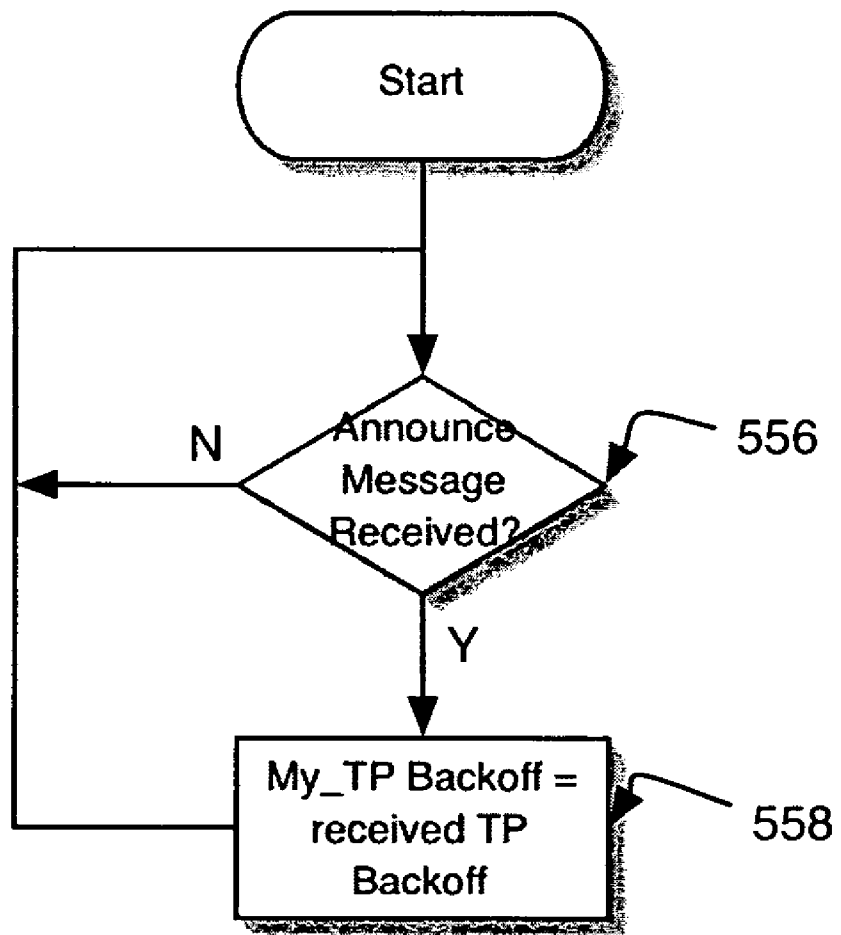 Start
N
Announce
Message
Received?
556
Y
My_TP Backoff =
received TP
Backoff
558